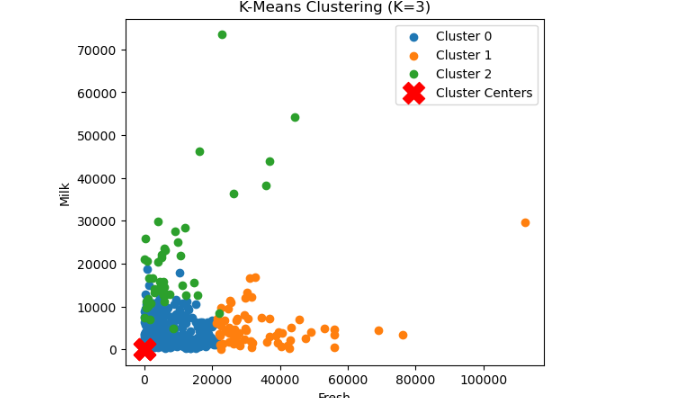 K-Means Clustering (K=3)
Cluster 0
Cluster 1
Cluster 2
Cluster Centers
70000
60000
50000
40000
30000
20000
10000
0
Milk
0
20000
40000
60000
80000
100000
Fresh